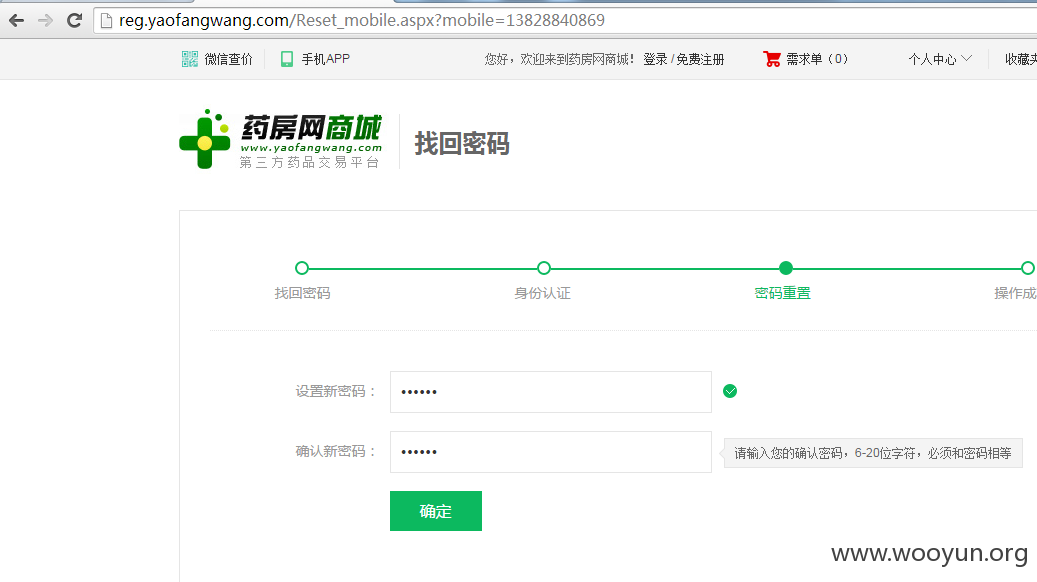 reg.yaofangwang.com/Reset_mobile.aspx?mobile=13828840869
微信查价 手机APP 您好，欢迎来到药房网商城！ 登录 / 免费注册 需求单（0） 个人中心 收藏夹
药房网商城
www.yaofangwang.com
第三方药品交易平台
找回密码
找回密码 身份认证 密码重置 操作成
设置新密码：
确认新密码： 请输入您的确认密码，6-20位字符，必须和密码相等
确定
www.wooyun.org